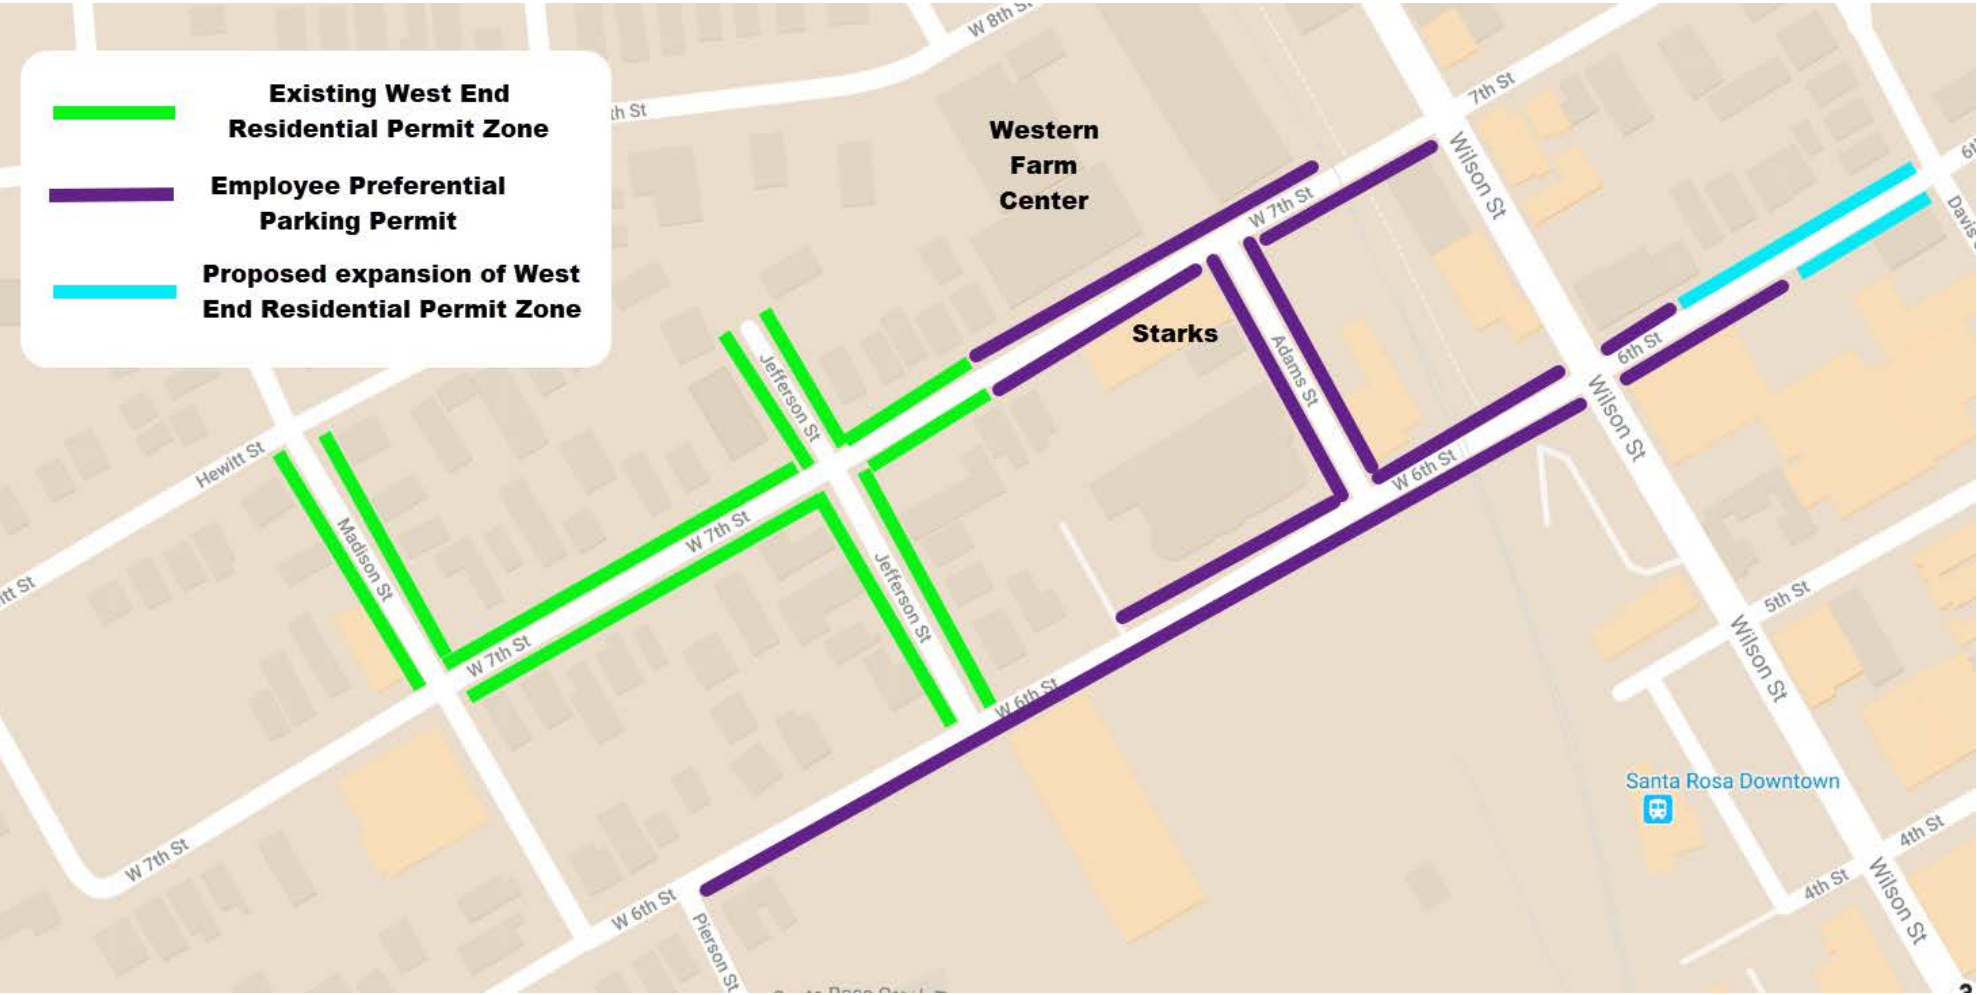 W 8th St
Existing West End
Residential Permit Zone
Employee Preferential
Parking Permit
Proposed expansion of West
End Residential Permit Zone
th St
Western
Farm
Center
7th St
Wilson St
W 7th St
6th St
Davis
Starks
Adams St
Jefferson St
Hewitt St
Wilson St
W 6th St
Madison St
W 7th St
Jefferson St
itt St
5th St
W 7th St
Wilson St
W 6th St
Santa Rosa Downtown
4th St
W 7th St
4th St
W 6th St
Wilson St
Pierson St